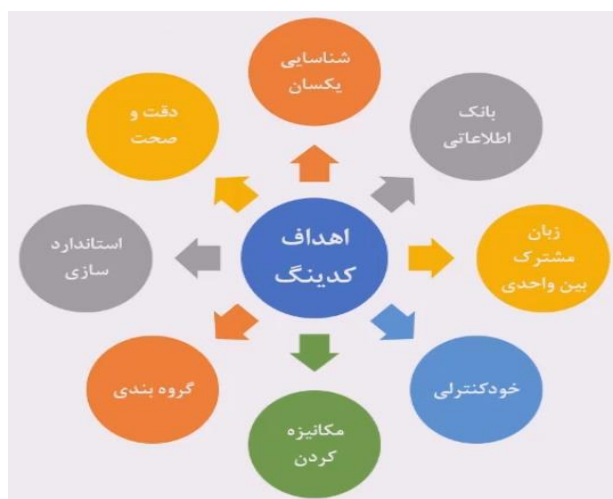 شناسایی
یکسان
بانک
اطلاعاتی
زبان
مشترک
بین واحدی
خودکنترلی
مکانیزه
کردن
گروه بندی
استاندارد
سازی
دقت و
صحت
اهداف
کدینگ